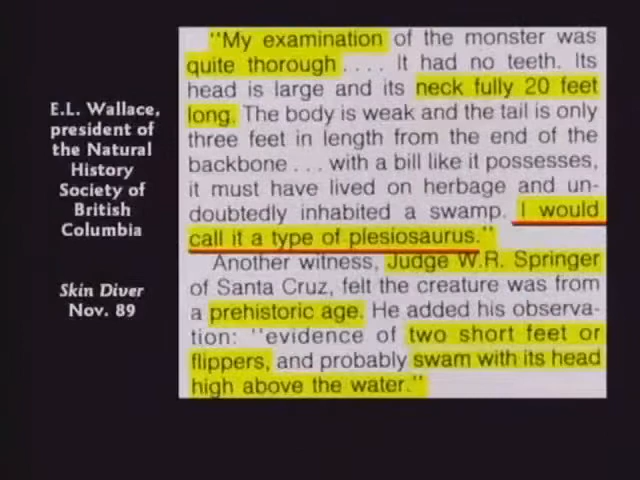 E.L. Wallace,
president of
the Natural
History
Society of
British
Columbia
Skin Diver
Nov. 89
"My examination of the monster was
quite thorough . . . . It had no teeth. Its
head is large and its neck fully 20 feet
long. The body is weak and the tail is only
three feet in length from the end of the
backbone . . . with a bill like it possesses,
it must have lived on herbage and un-
doubtedly inhabited a swamp. I would
call it a type of plesiosaurus."
Another witness, Judge W.R. Springer
of Santa Cruz, felt the creature was from
a prehistoric age. He added his observa-
tion: "evidence of two short feet or
flippers, and probably swam with its head
high above the water."